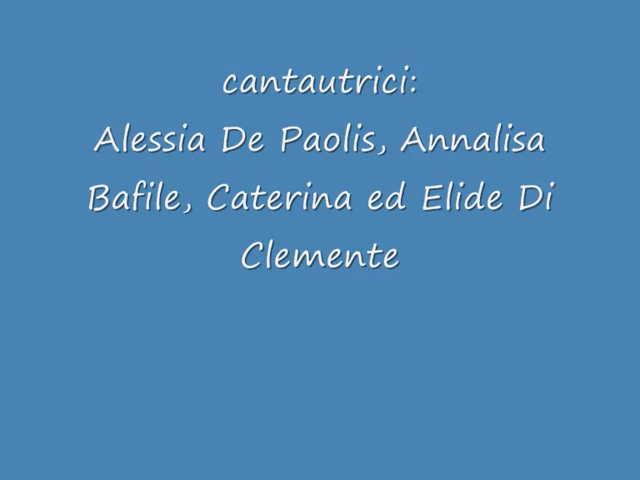 cantautrici:
Alessia De Paolis, Annalisa
Bafile, Caterina ed Elide Di
Clemente